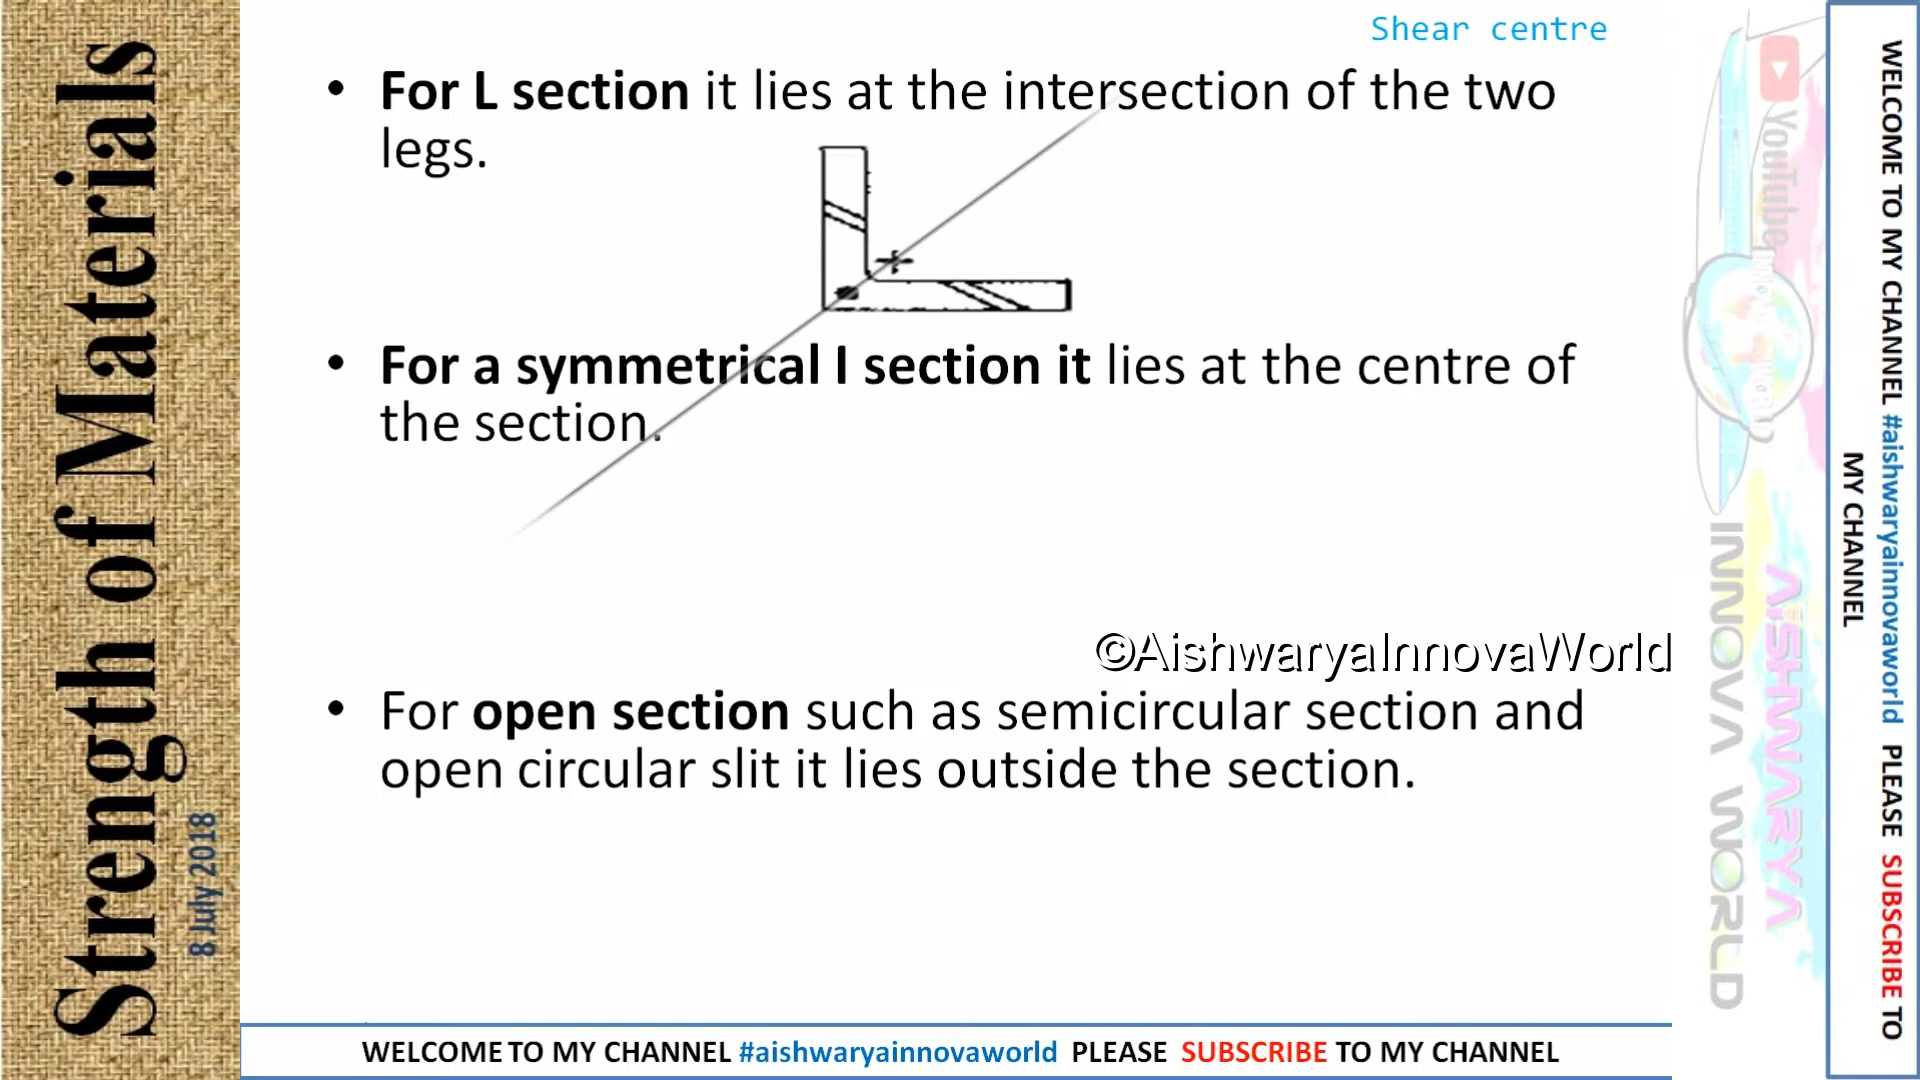 Strength of Materials
8 July 2018
Shear centre
• For L section it lies at the intersection of the two
legs.
• For a symmetrical I section it lies at the centre of
the section.
©AishwaryaInnovaWorld
• For open section such as semicircular section and
open circular slit it lies outside the section.
WELCOME TO MY CHANNEL #aishwaryainnovaworld PLEASE SUBSCRIBE TO MY CHANNEL
YouTube
AISHWARYA
INNOVA WORLD
WELCOME TO MY CHANNEL #aishwaryainnovaworld PLEASE SUBSCRIBE TO
MY CHANNEL